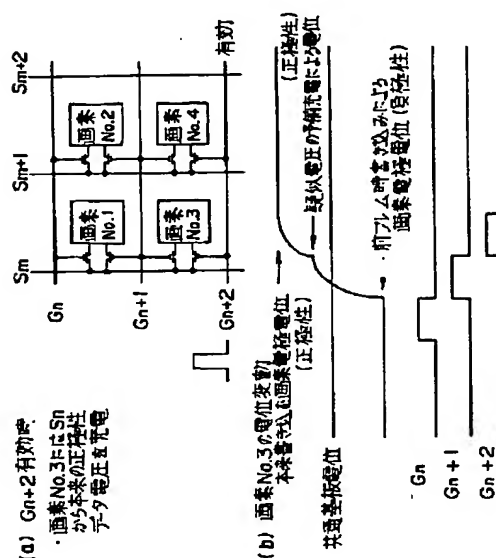 (a) Gn+2有効時
・画素No.3にはSn
から本来の正極性
データ電圧を充電
Sm
Sm+1
Sm+2
Gn
画素
No.1
画素
No.2
Gn+1
画素
No.3
画素
No.4
Gn+2
有効
(b) 画素No.3の電位変動
本来書き込む画素電極電位
(正極性)
共通基板電位
(正極性)
疑似電圧の予備充電による電位
前フレーム時書き込みによる
画素電極電位(負極性)
Gn
Gn+1
Gn+2